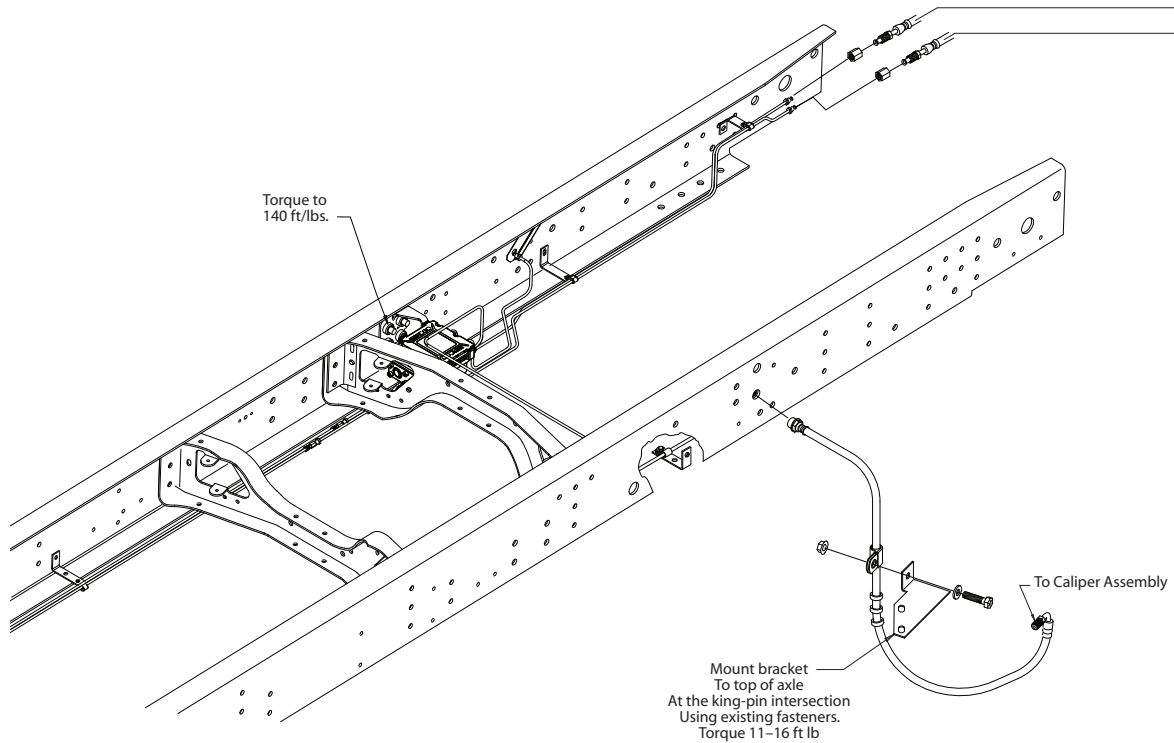 Torque to
140 ft/lbs.
To Caliper Assembly
Mount bracket
To top of axle
At the king-pin intersection
Using existing fasteners.
Torque 11–16 ft lb